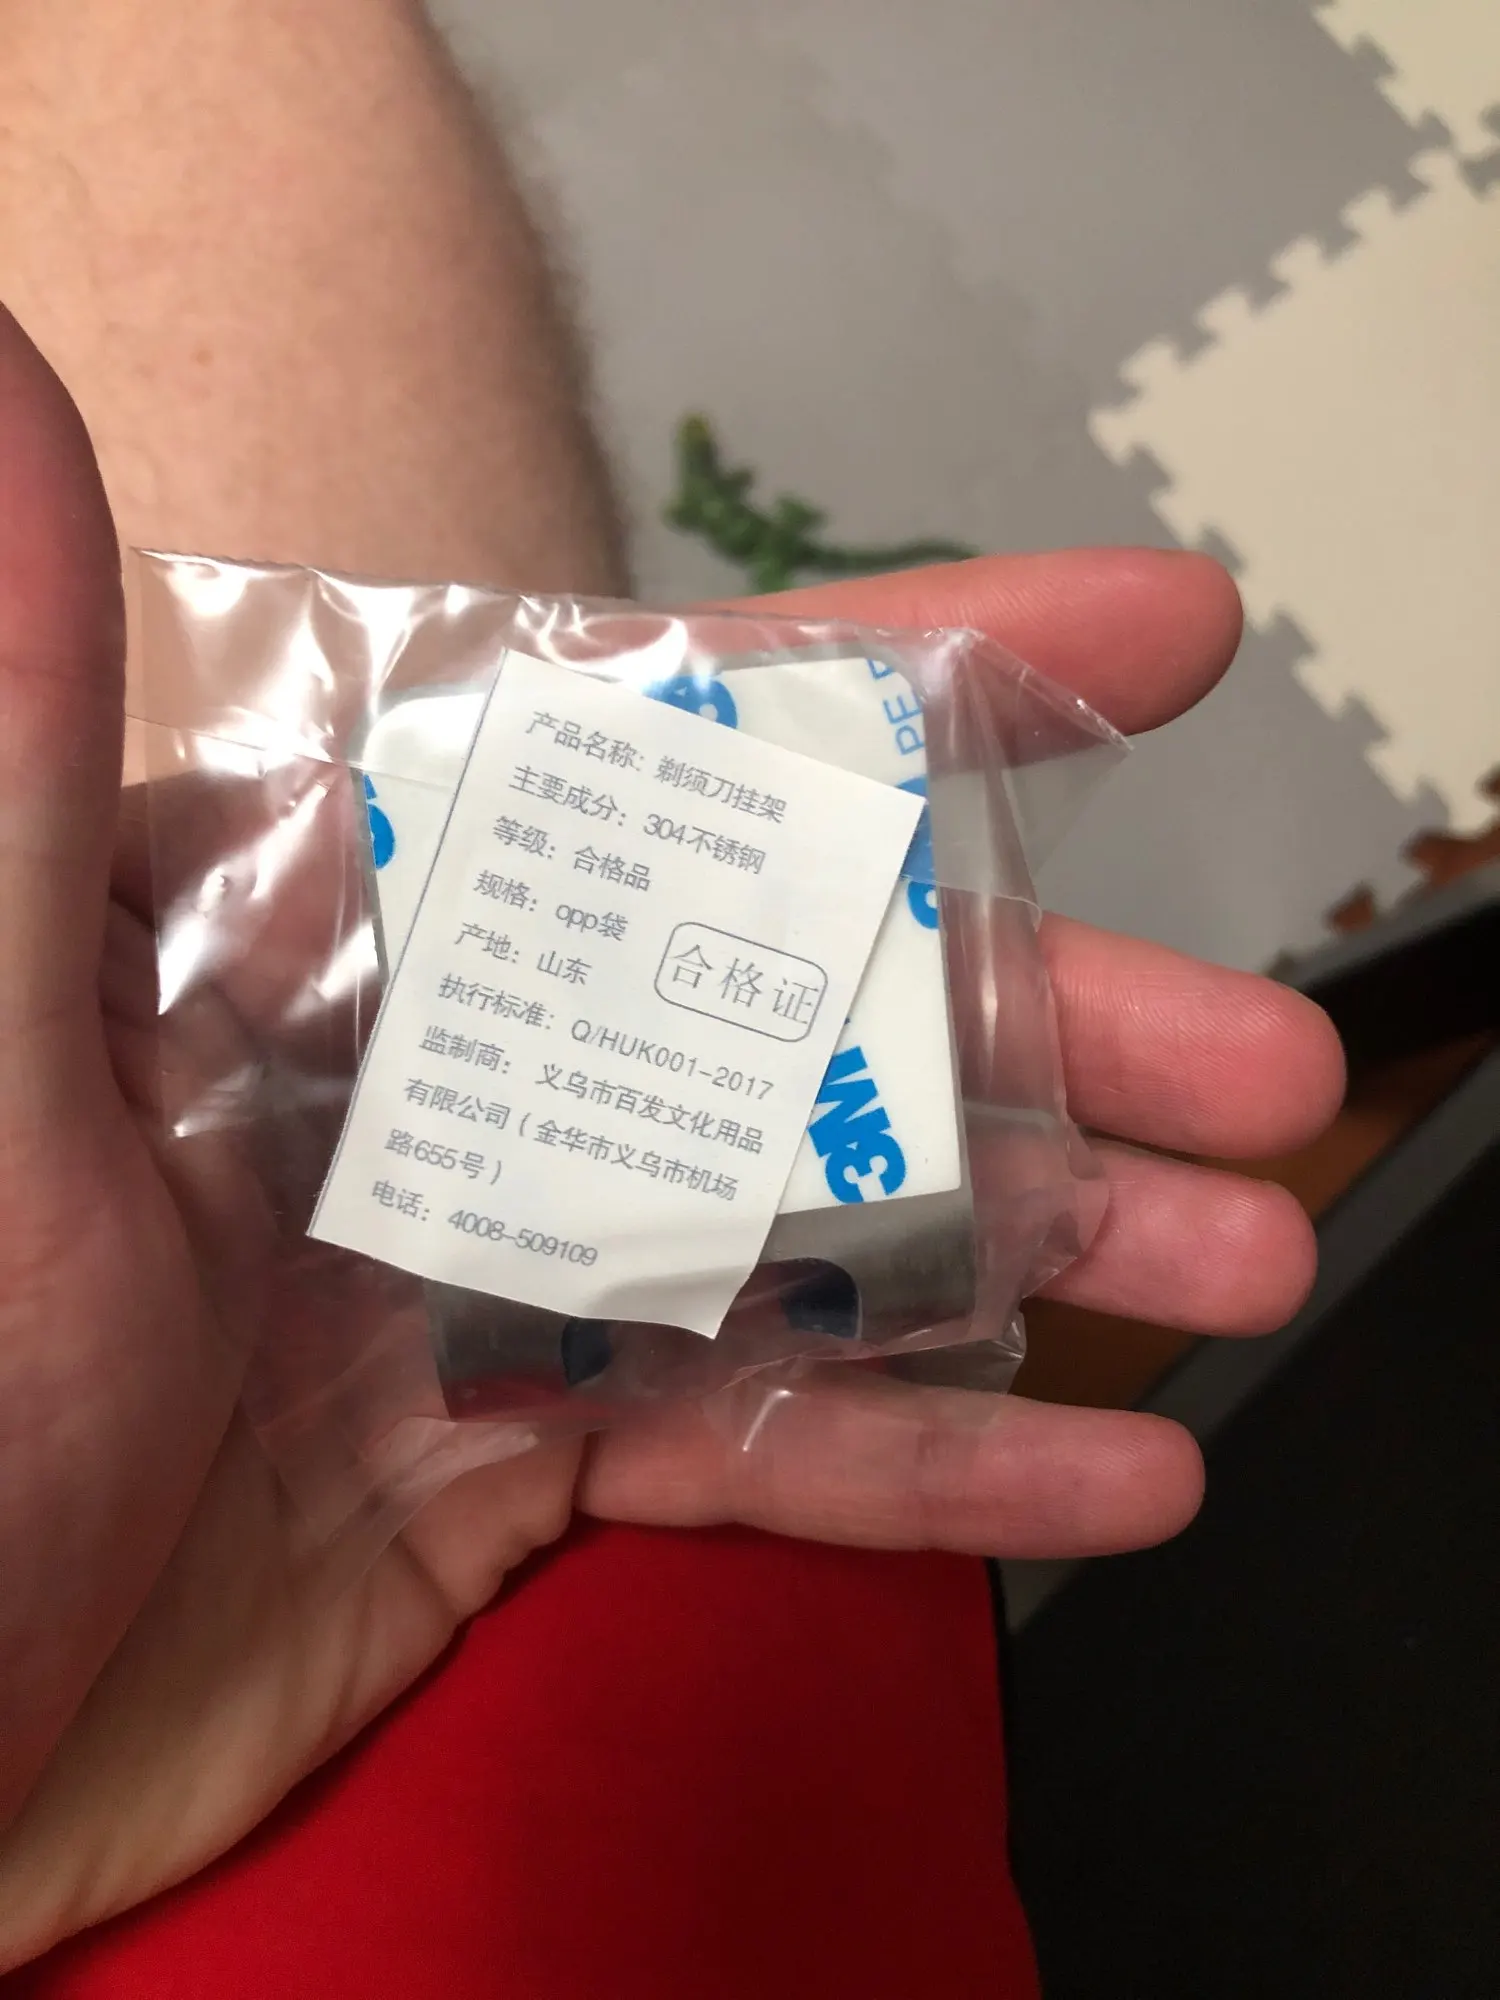 产品名称：剃须刀挂架
主要成分：304不锈钢
等级：合格品
规格：opp袋
产地：山东
合格证
执行标准：Q/HUK001-2017
监制商：义乌市百发文化用品
有限公司（金华市义乌市机场
路655号）
电话：4008-509109
3M